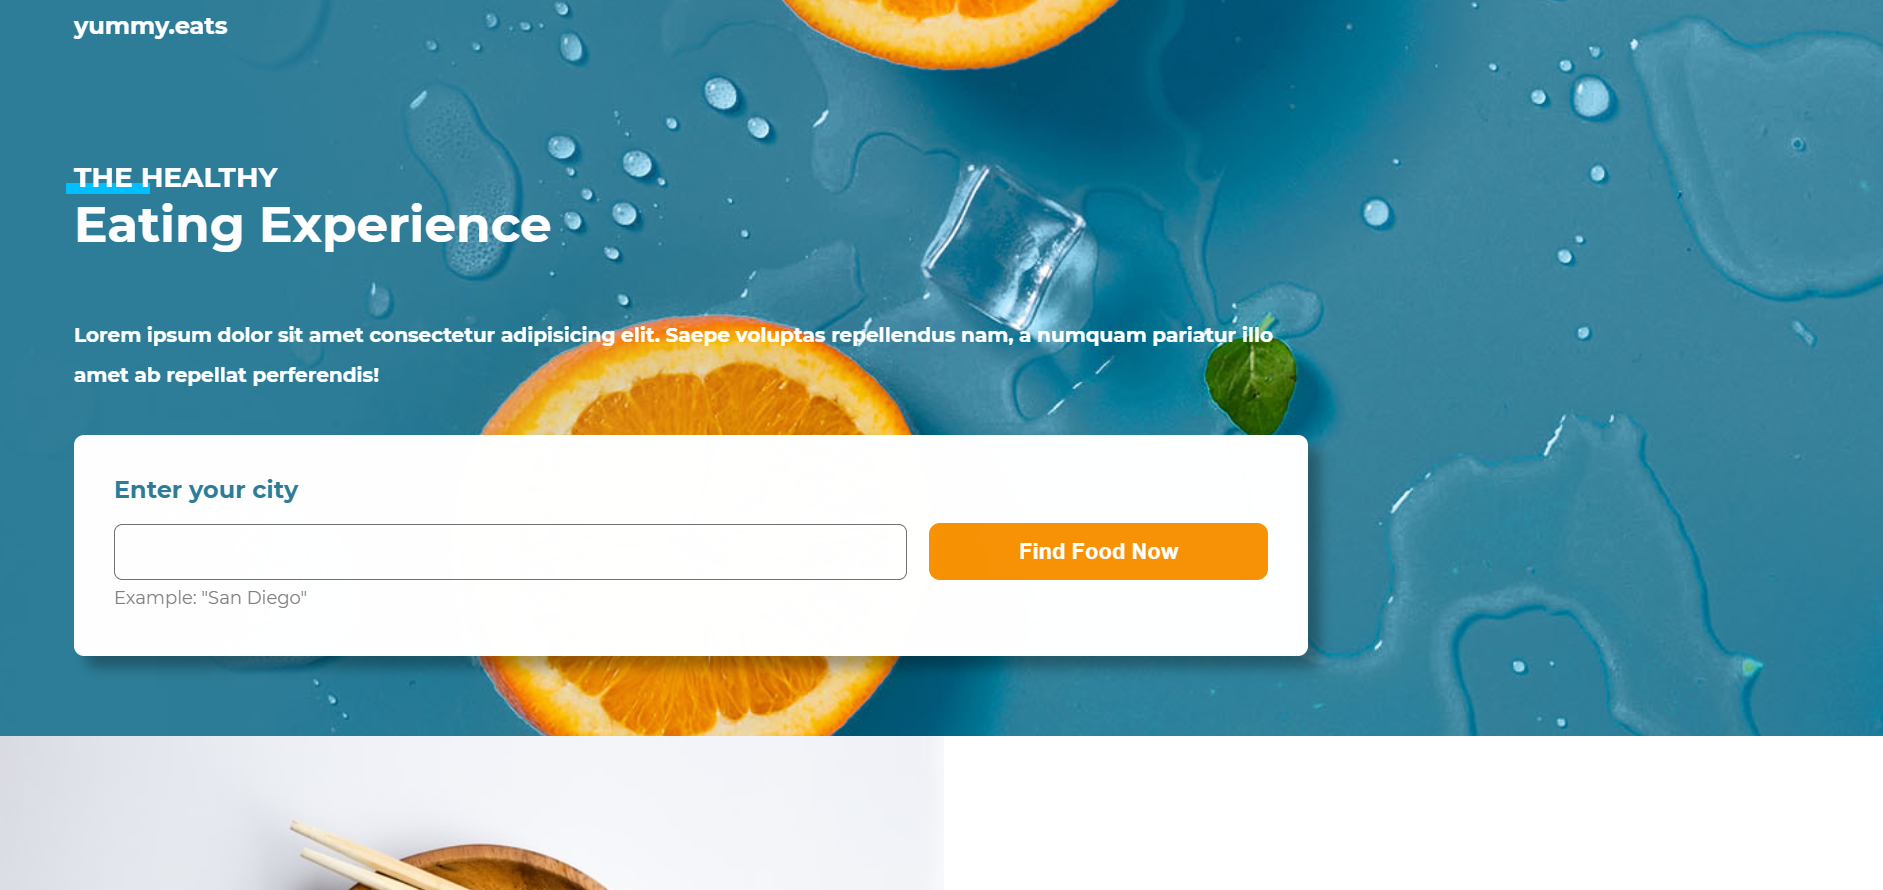 yummy.eats
THE HEALTHY
Eating Experience
Lorem ipsum dolor sit amet consectetur adipisicing elit. Saepe voluptas repellendus nam, a numquam pariatur illo
amet ab repellat perferendis!
Enter your city
Find Food Now
Example: "San Diego"